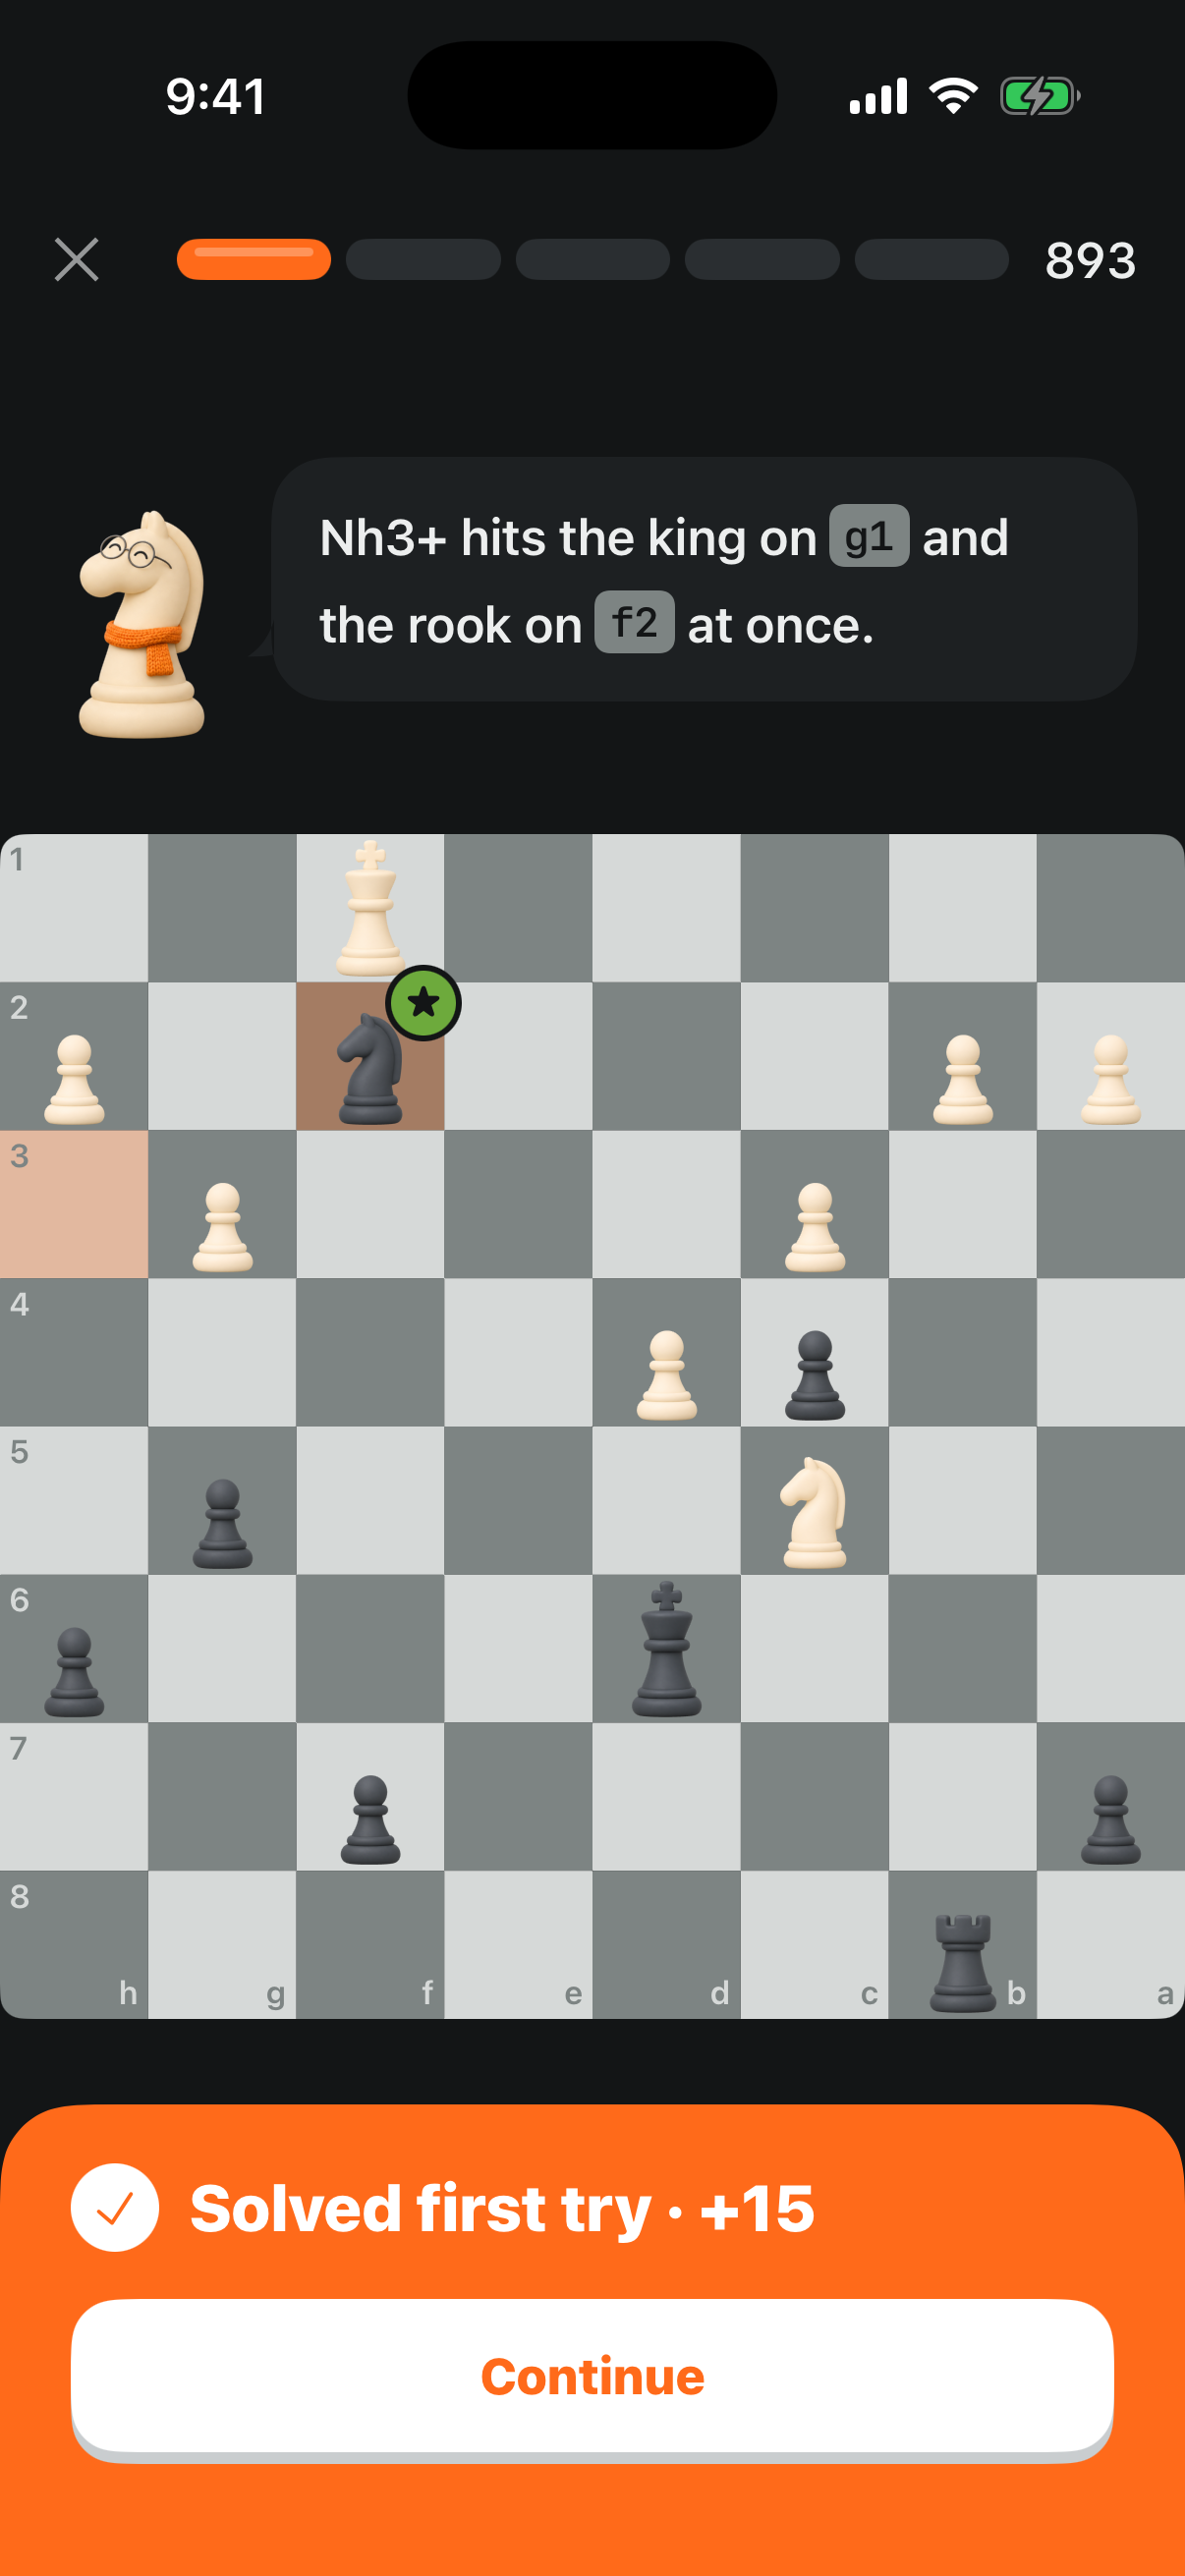 9:41
893
Nh3+ hits the king on g1 and
the rook on f2 at once.
1
2
3
4
5
6
7
8
h g f e d c b a
Solved first try · +15
Continue